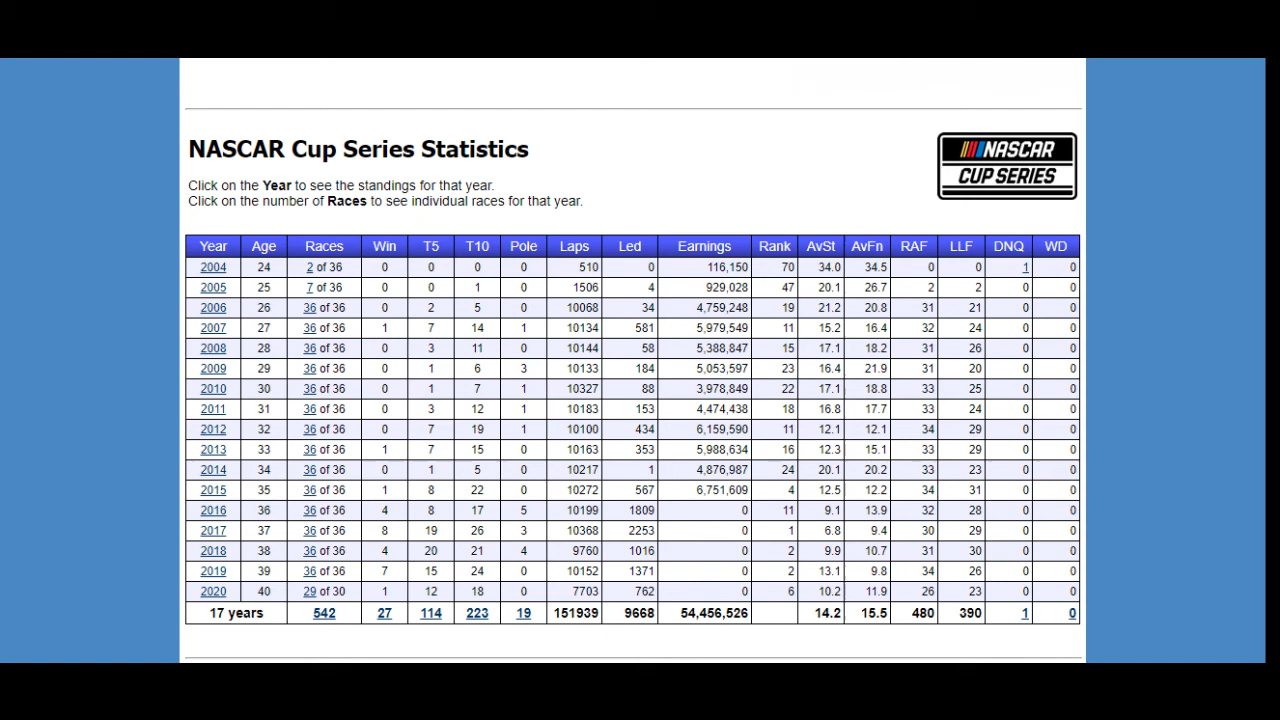 NASCAR Cup Series Statistics
NASCAR
CUP SERIES
Click on the Year to see the standings for that year.
Click on the number of Races to see individual races for that year.
Year Age Races Win T5 T10 Pole Laps Led Earnings Rank AvSt AvFn RAF LLF DNQ WD
2004 24 2 of 36 0 0 0 0 510 0 116,150 70 34.0 34.5 0 0 1 0
2005 25 7 of 36 0 0 1 0 1506 4 929,028 47 20.1 26.7 2 2 0 0
2006 26 36 of 36 0 2 5 0 10068 34 4,759,248 19 21.2 20.8 31 21 0 0
2007 27 36 of 36 1 7 14 1 10134 581 5,979,549 11 15.2 16.4 32 24 0 0
2008 28 36 of 36 0 3 11 0 10144 58 5,388,847 15 17.1 18.2 31 26 0 0
2009 29 36 of 36 0 1 6 3 10133 184 5,053,597 23 16.4 21.9 31 20 0 0
2010 30 36 of 36 0 1 7 1 10327 88 3,978,849 22 17.1 18.8 33 25 0 0
2011 31 36 of 36 0 3 12 1 10183 153 4,474,438 18 16.8 17.7 33 24 0 0
2012 32 36 of 36 0 7 19 1 10100 434 6,159,590 11 12.1 12.1 34 29 0 0
2013 33 36 of 36 1 7 15 0 10163 353 5,988,634 16 12.3 15.1 33 29 0 0
2014 34 36 of 36 0 1 5 0 10217 1 4,876,987 24 20.1 20.2 33 23 0 0
2015 35 36 of 36 1 8 22 0 10272 567 6,751,609 4 12.5 12.2 34 31 0 0
2016 36 36 of 36 4 8 17 5 10199 1809 0 11 9.1 13.9 32 28 0 0
2017 37 36 of 36 8 19 26 3 10368 2253 0 1 6.8 9.4 30 29 0 0
2018 38 36 of 36 4 20 21 4 9760 1016 0 2 9.9 10.7 31 30 0 0
2019 39 36 of 36 7 15 24 0 10152 1371 0 2 13.1 9.8 34 26 0 0
2020 40 29 of 30 1 12 18 0 7703 762 0 6 10.2 11.9 26 23 0 0
17 years 542 27 114 223 19 151939 9668 54,456,526 14.2 15.5 480 390 1 0